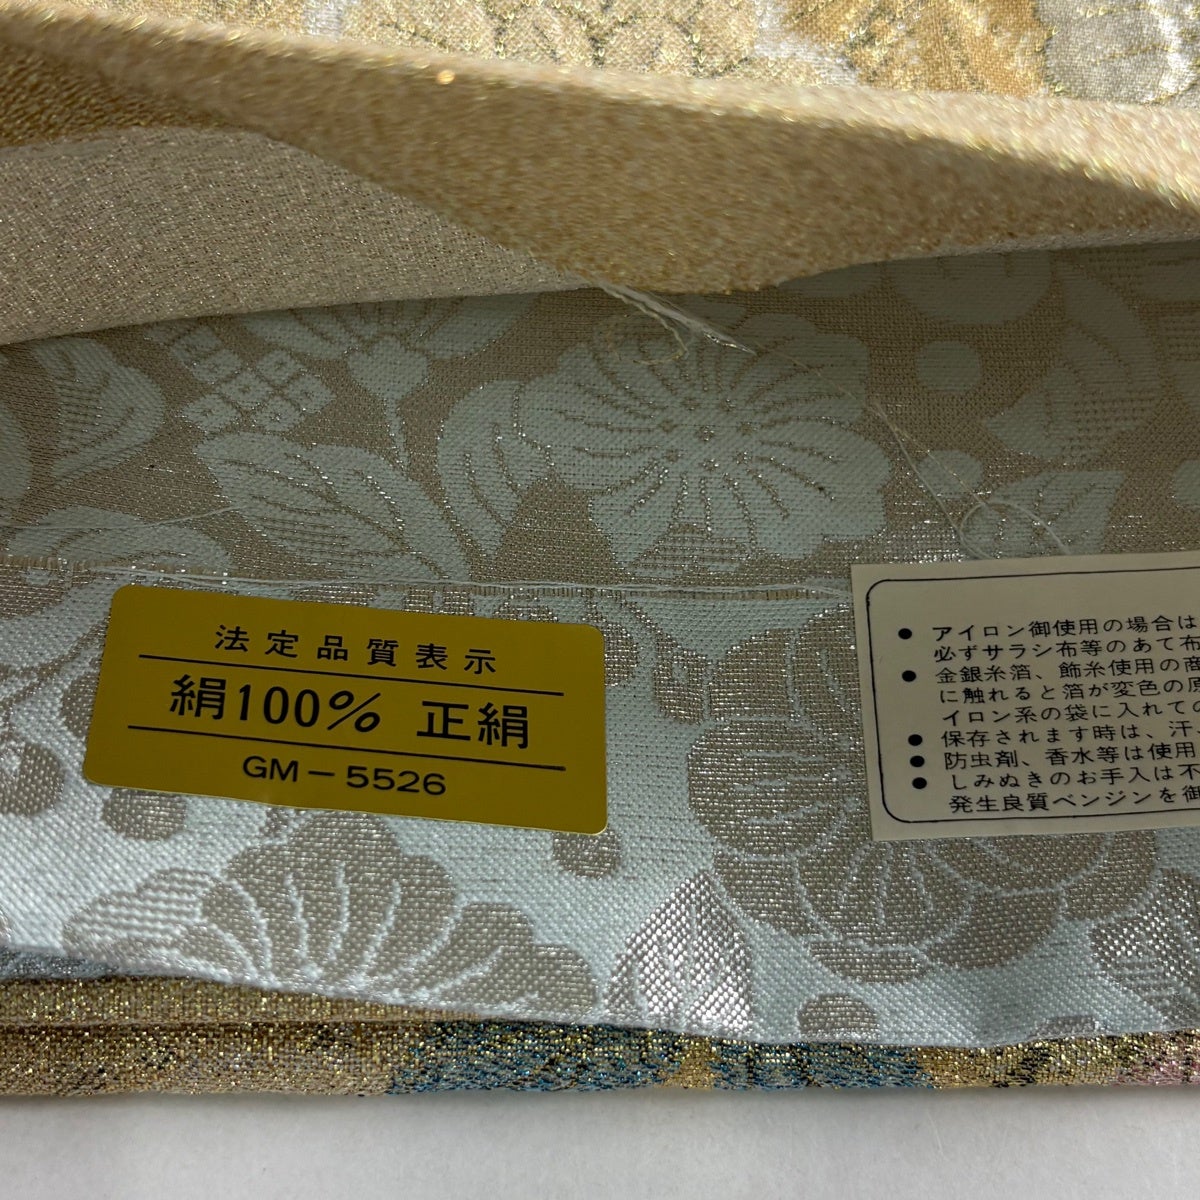 法定品質表示
絹100% 正絹
GM-5526
● アイロン御使用の場合は
必ずサラシ布等のあて布
● 金銀糸箔、飾糸使用の商
に触れると箔が変色の原
イロン系の袋に入れての
● 保存されます時は、汗、
● 防虫剤、香水等は使用
● しみぬきのお手入は不
発生良質ベンジンを御